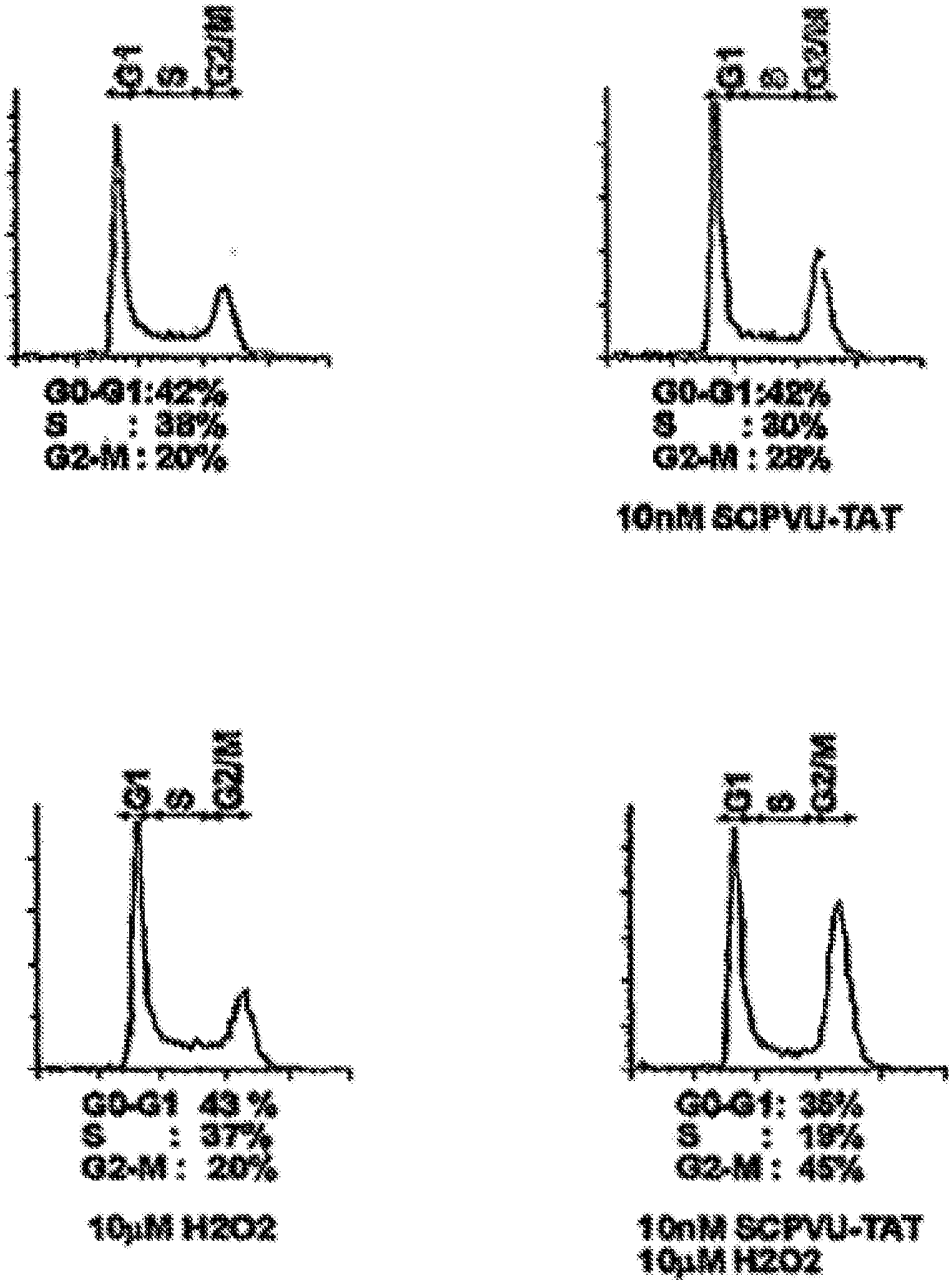 G1 S G2/M
G0-G1:42%
S : 38%
G2-M : 20%
G1 S G2/M
G0-G1:42%
S : 30%
G2-M : 28%
10nM SCPVU-TAT
G1 S G2/M
G0-G1 43 %
S : 37%
G2-M : 20%
10µM H2O2
G1 S G2/M
G0-G1: 35%
S : 19%
G2-M : 45%
10nM SCPVU-TAT
10µM H2O2